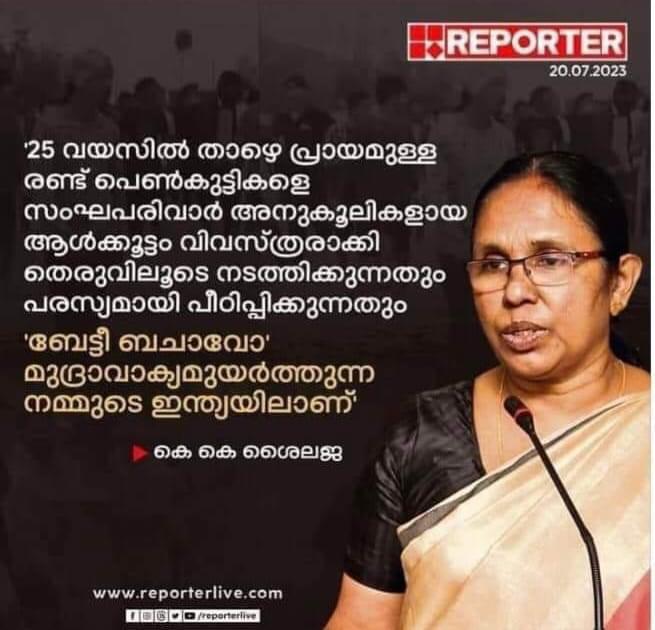 REPORTER
20.07.2023
'25 വയസിൽ താഴെ പ്രായമുള്ള
രണ്ട് പെൺകുട്ടികളെ
സംഘപരിവാർ അനുകൂലികളായ
ആൾക്കൂട്ടം വിവസ്ത്രരാക്കി
തെരുവിലൂടെ നടത്തിക്കുന്നതും
പരസ്യമായി പീഠിപ്പിക്കുന്നതും
'ബേട്ടീ ബചാവോ'
മുദ്രാവാക്യമുയർത്തുന്ന
നമ്മുടെ ഇന്ത്യയിലാണ്'
കെ കെ ശൈലജ
www.reporterlive.com
/reporterlive